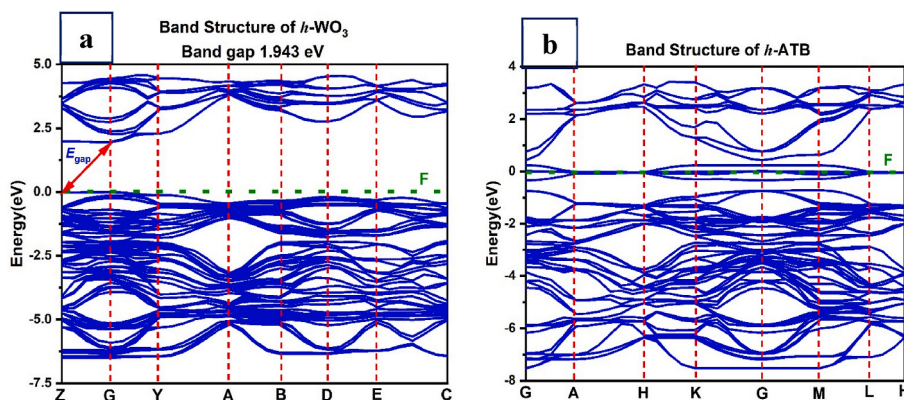 a
Band Structure of h-WO3
Band gap 1.943 eV
Energy(eV)
5.0
2.5
0.0
-2.5
-5.0
-7.5
Egap
F
Z G Y A B D E C
b
Band Structure of h-ATB
Energy(eV)
4
2
0
-2
-4
-6
-8
F
G A H K G M L H